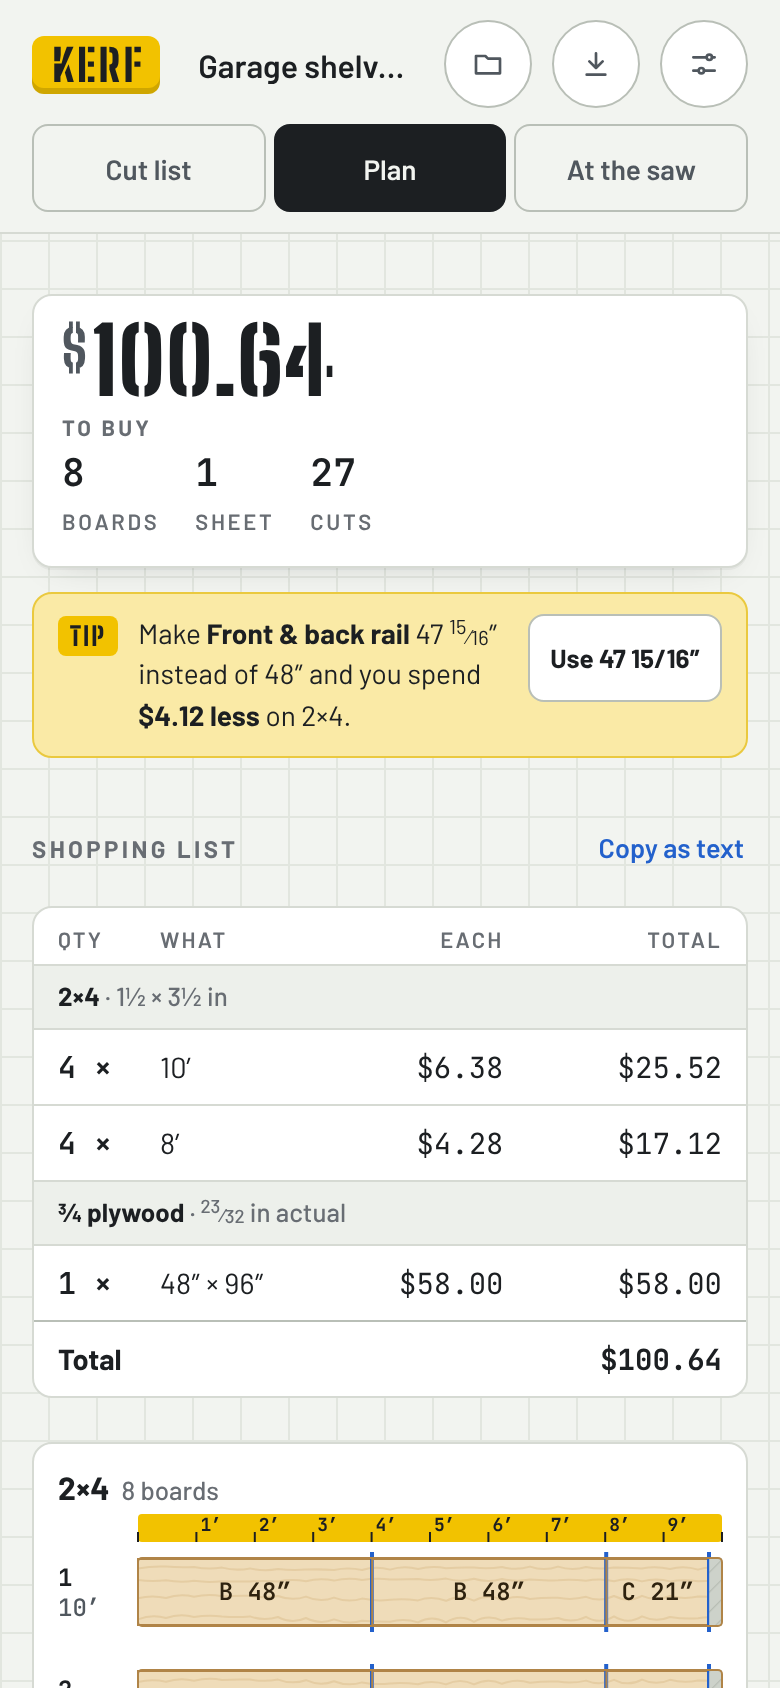 KERF Garage shelv...
Cut list Plan At the saw
$100.64
TO BUY
8 1 27
BOARDS SHEET CUTS
TIP Make Front & back rail 47 15⁄16″ Use 47 15/16″
instead of 48″ and you spend
$4.12 less on 2×4.
SHOPPING LIST Copy as text
QTY WHAT EACH TOTAL
2×4 · 1½ × 3½ in
4 × 10′ $6.38 $25.52
4 × 8′ $4.28 $17.12
¾ plywood · 23⁄32 in actual
1 × 48″ × 96″ $58.00 $58.00
Total $100.64
2×4 8 boards
1′ 2′ 3′ 4′ 5′ 6′ 7′ 8′ 9′
1 B 48″ B 48″ C 21″
10′